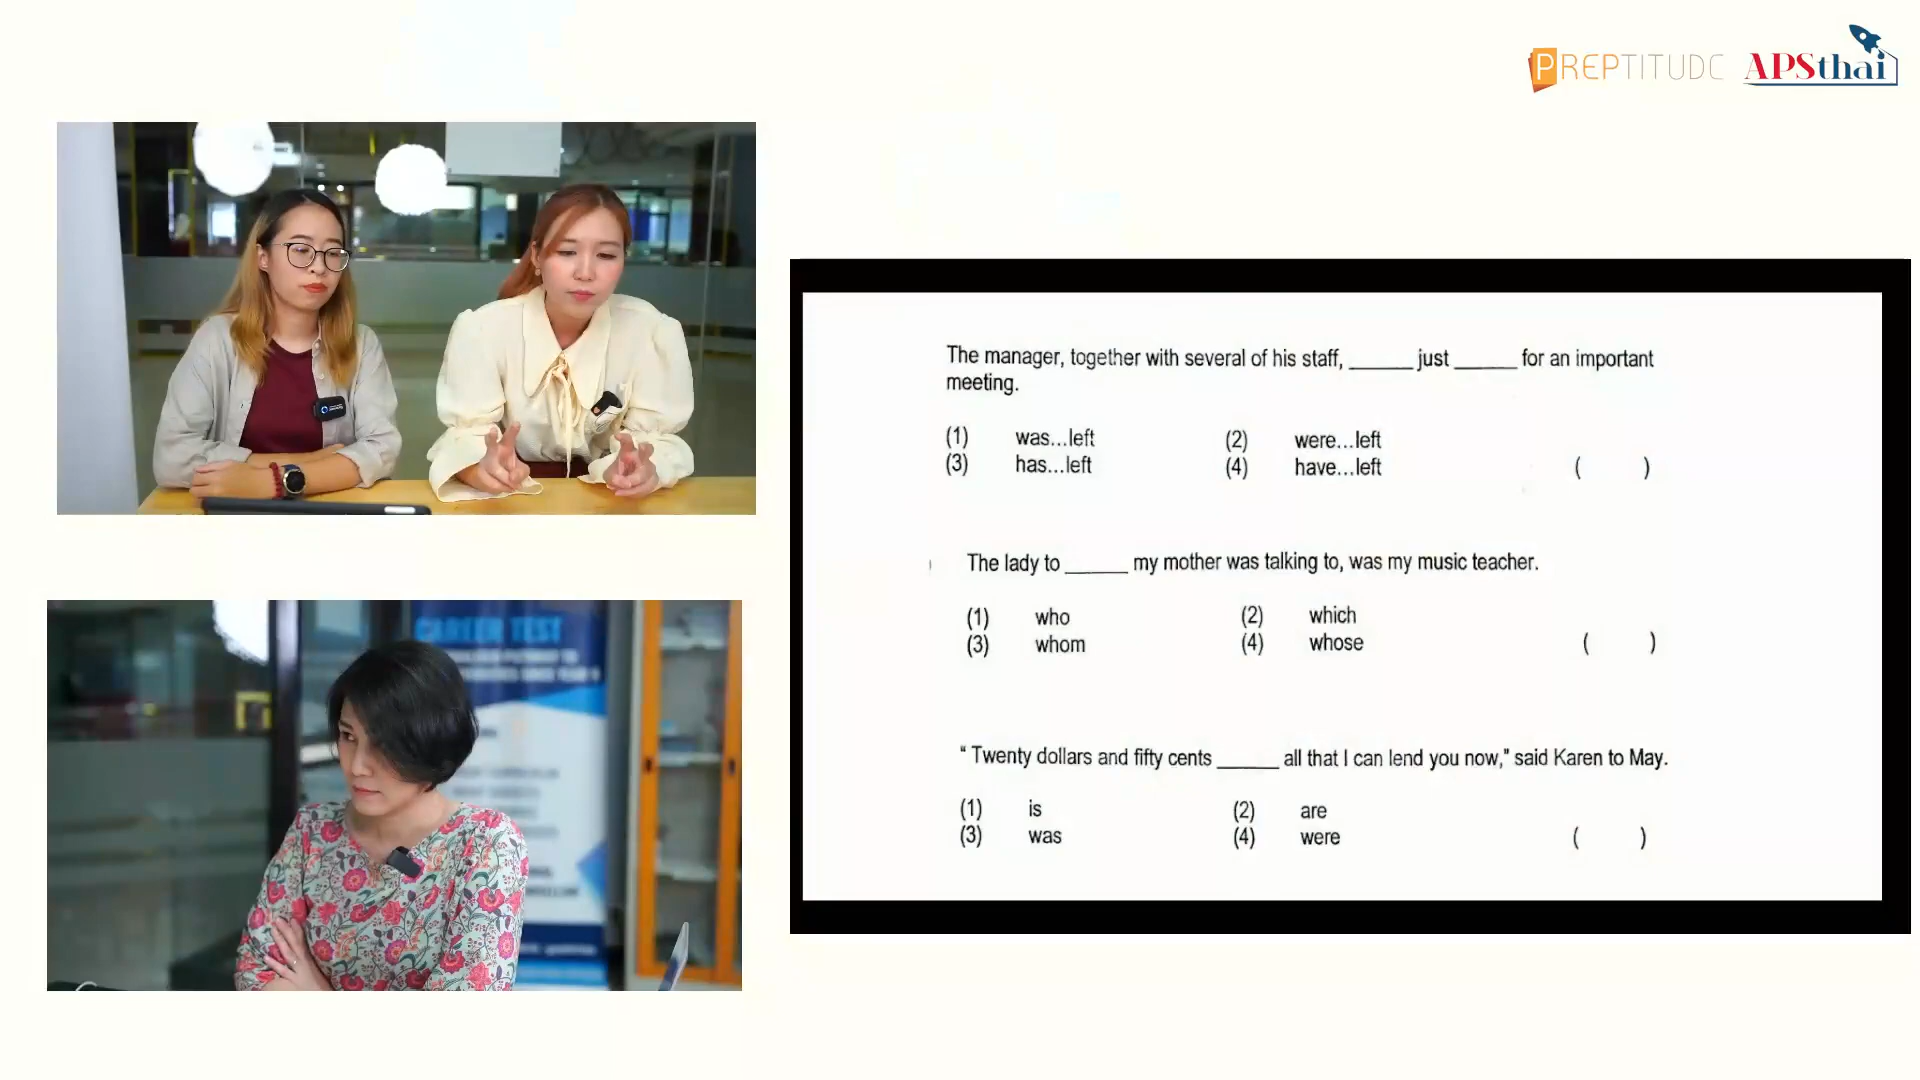 PREPTITUDE APSthai
The manager, together with several of his staff, ______ just ______ for an important
meeting.
(1) was...left (2) were...left
(3) has...left (4) have...left ( )
The lady to ______ my mother was talking to, was my music teacher.
(1) who (2) which
(3) whom (4) whose ( )
“ Twenty dollars and fifty cents ______ all that I can lend you now,” said Karen to May.
(1) is (2) are
(3) was (4) were ( )
CAREER TEST